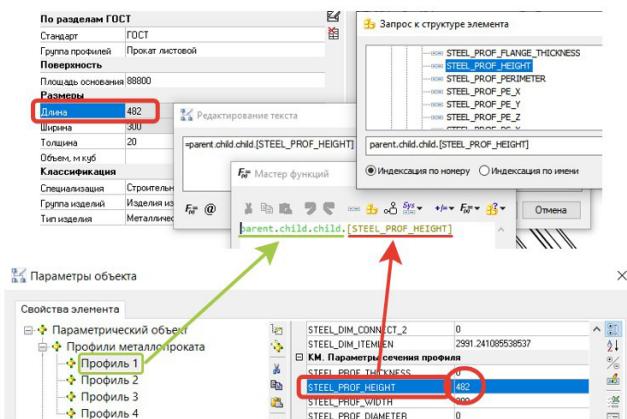 По разделам ГОСТ
Стандарт ГОСТ
Группа профилей Прокат листовой
Поверхность
Площадь основания 88800
Размеры
Длина 482
Ширина 300
Толщина 20
Объем, м куб
Классификация
Специализация Строительн
Группа изделий Изделия из
Тип изделия Металличес
Запрос к структуре элемента
STEEL_PROF_FLANGE_THICKNESS
STEEL_PROF_HEIGHT
STEEL_PROF_PERIMETER
STEEL_PROF_PE_X
STEEL_PROF_PE_Y
STEEL_PROF_PE_Z
parent.child.child.[STEEL_PROF_HEIGHT]
Индексация по номеру Индексация по имени
Редактирование текста
=parent.child.child.[STEEL_PROF_HEIGHT]
Отмена
Мастер функций
parent.child.child.[STEEL_PROF_HEIGHT]
Параметры объекта
Свойства элемента
Параметрический объект
Профили металлопроката
Профиль 1
Профиль 2
Профиль 3
Профиль 4
STEEL_DIM_CONNECT_2 0
STEEL_DIM_ITEMLEN 2991.241085538537
КМ. Параметры сечения профиля
STEEL_PROF_THICKNESS 0
STEEL_PROF_HEIGHT 482
STEEL_PROF_WIDTH 300
STEEL_PROF_DIAMETER 0